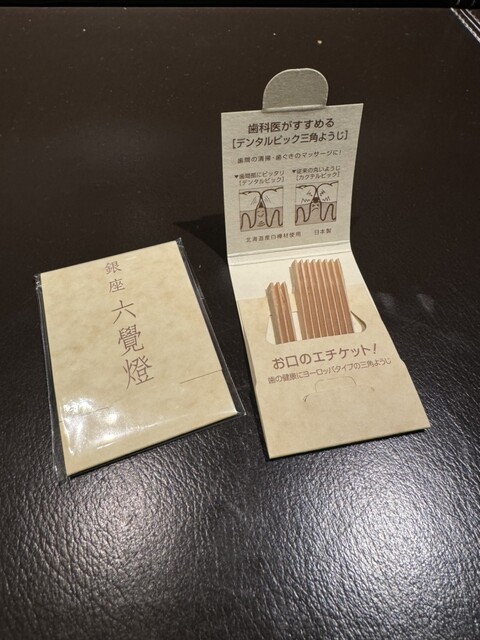 銀座 六覺燈
歯科医がすすめる
[デンタルピック三角ようじ]
歯間の清掃・歯ぐきのマッサージに!
▼歯間部にピッタリ
[デンタルピック]
▼従来の丸いようじ
[カクテルピック]
北海道産白樺材使用 日本製
お口のエチケット!
歯の健康にヨーロッパタイプの三角ようじ